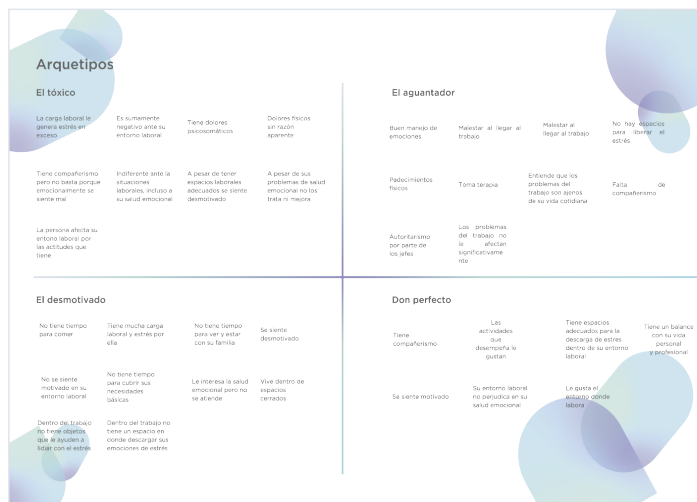 Arquetipos
El tóxico
La carga laboral le
genera estrés en
exceso
Es sumamente
negativo ante su
entorno laboral
Tiene dolores
psicosomáticos
Dolores físicos
sin razón
aparente
Tiene compañerismo
pero no basta porque
emocionalmente se
siente mal
Indiferente ante la
situaciones
laborales, incluso a
su salud emocional
A pesar de tener
espacios laborales
adecuados se siente
desmotivado
A pesar de sus
problemas de salud
emocional no los
trata ni mejora
La persona afecta su
entono laboral por
las actitudes que
tiene
El aguantador
Buen manejo de
emociones
Malestar al llegar al
trabajo
Malestar al
llegar al trabajo
No hay espacios
para liberar el
estrés
Padecimientos
físicos
Toma terapia
Entiende que los
problemas del
trabajo son ajenos
de su vida cotidiana
Falta de
compañerismo
Autoritarismo
por parte de
los jefes
Los problemas
del trabajo no
le afectan
significativame
nte
El desmotivado
No tiene tiempo
para comer
Tiene mucha carga
laboral y estrés por
ella
No tiene tiempo
para ver y estar
con su familia
Se siente
desmotivado
No se siente
motivado en su
entorno laboral
No tiene tiempo
para cubrir sus
necesidades
básicas
Le interesa la salud
emocional pero no
se atiende
Vive dentro de
espacios
cerrados
Dentro del trabajo
no tiene objetos
que le ayuden a
lidiar con el estrés
Dentro del trabajo no
tiene un espacio en
donde descargar sus
emociones de estrés
Don perfecto
Tiene
compañerismo
Las
actividades
que
desempeña le
gustan
Tiene espacios
adecuados para la
descarga de estres
dentro de su entorno
laboral
Tiene un balance
con su vida
personal
y profesional
Se siente motivado
Su entorno laboral
no perjudica en su
salud emocional
Le gusta el
entorno donde
labora